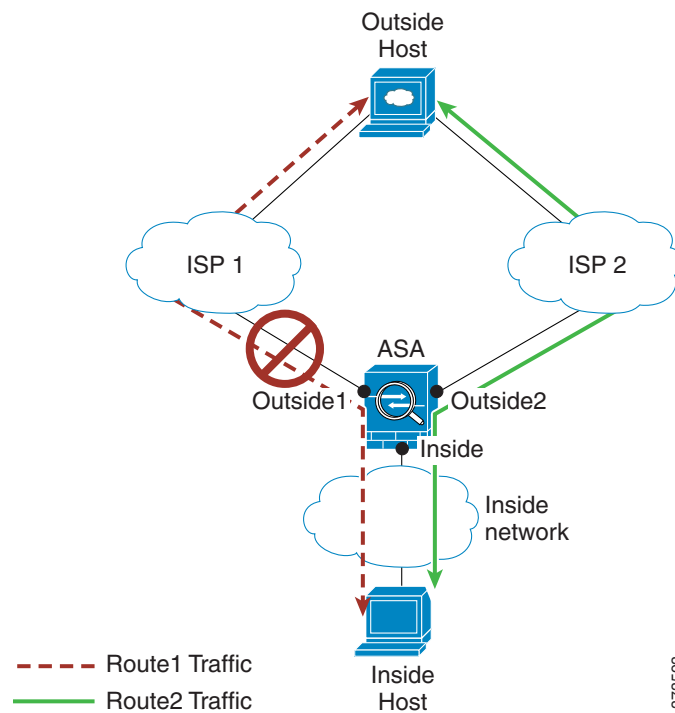 Outside
Host
ISP 1
ISP 2
ASA
Outside1
Outside2
Inside
Inside
network
Route1 Traffic
Route2 Traffic
Inside
Host